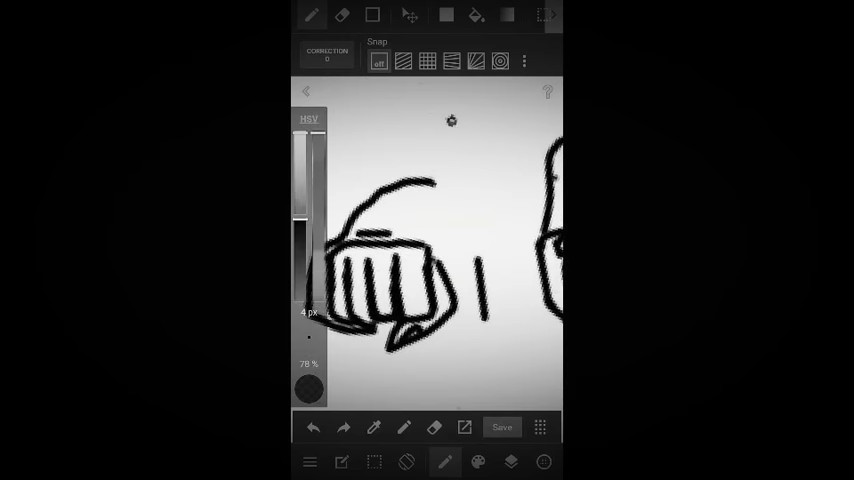 Snap
CORRECTION
0
off
HSV
4 px
78 %
Save